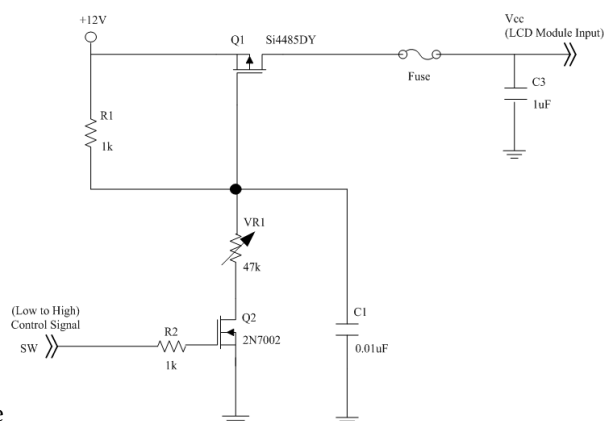 +12V
Q1
Si4485DY
Vcc
(LCD Module Input)
Fuse
C3
1uF
R1
1k
VR1
47k
(Low to High)
Control Signal
SW
R2
1k
Q2
2N7002
C1
0.01uF
e